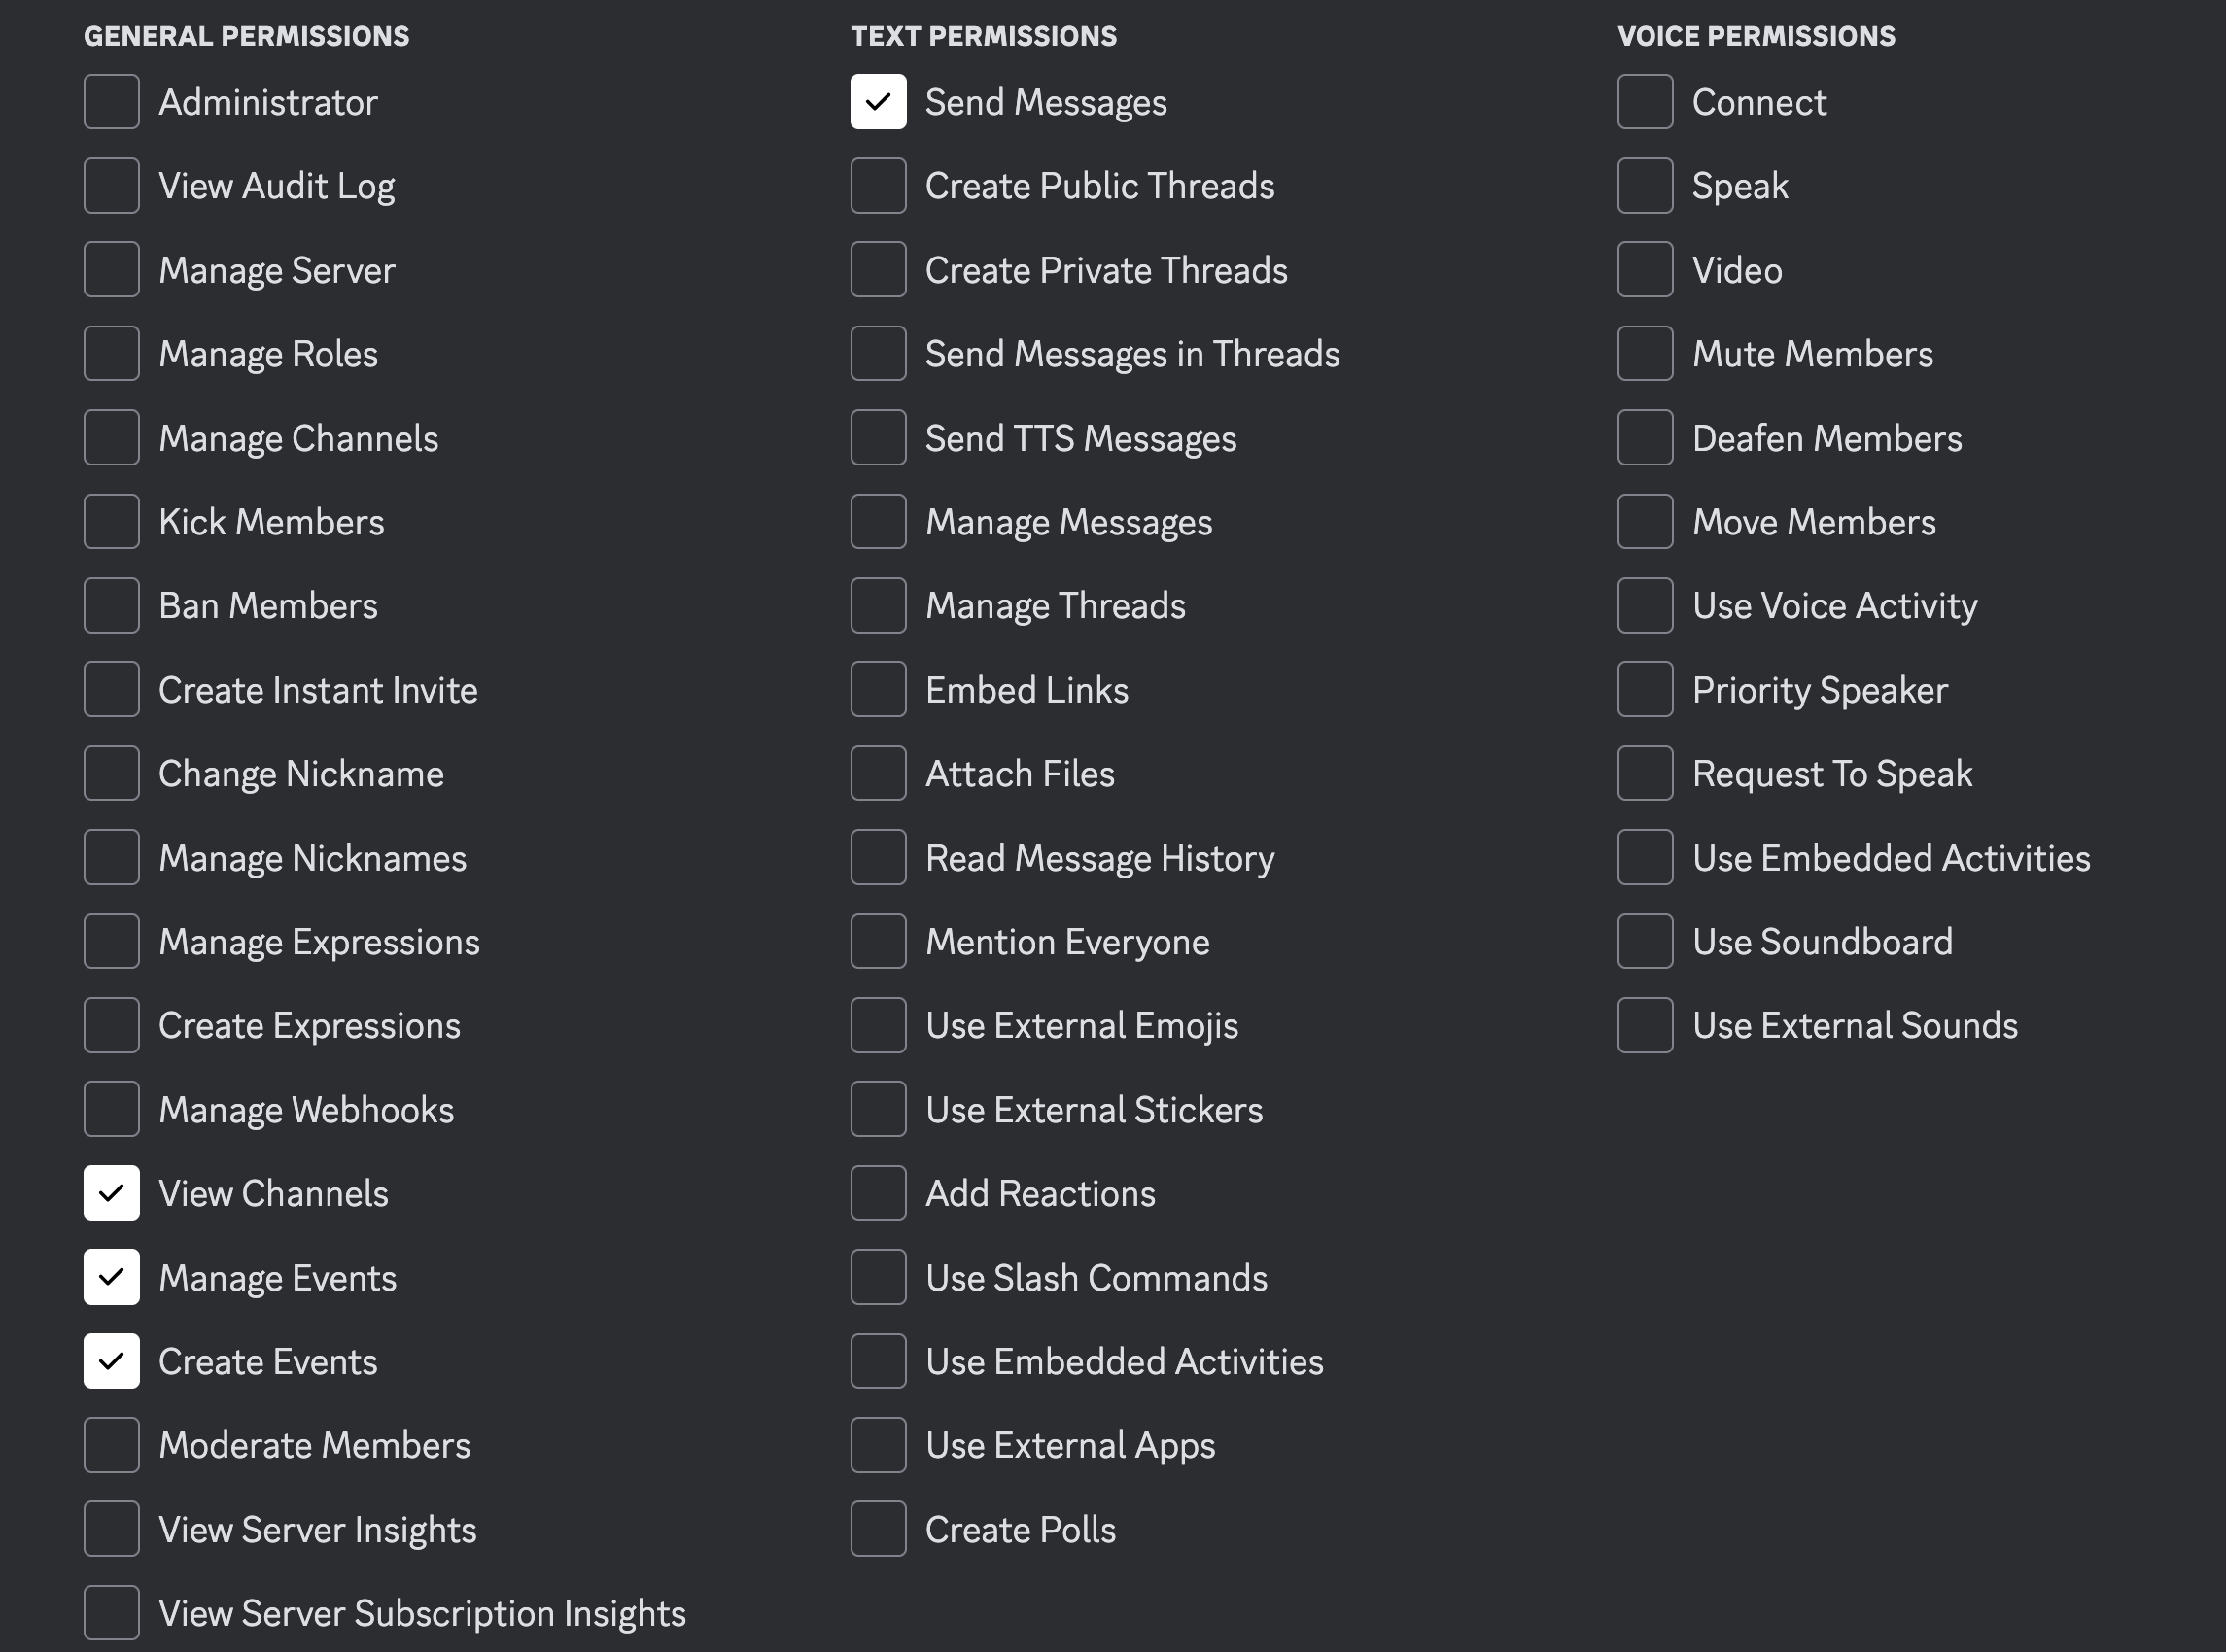 GENERAL PERMISSIONS
Administrator
View Audit Log
Manage Server
Manage Roles
Manage Channels
Kick Members
Ban Members
Create Instant Invite
Change Nickname
Manage Nicknames
Manage Expressions
Create Expressions
Manage Webhooks
View Channels
Manage Events
Create Events
Moderate Members
View Server Insights
View Server Subscription Insights
TEXT PERMISSIONS
Send Messages
Create Public Threads
Create Private Threads
Send Messages in Threads
Send TTS Messages
Manage Messages
Manage Threads
Embed Links
Attach Files
Read Message History
Mention Everyone
Use External Emojis
Use External Stickers
Add Reactions
Use Slash Commands
Use Embedded Activities
Use External Apps
Create Polls
VOICE PERMISSIONS
Connect
Speak
Video
Mute Members
Deafen Members
Move Members
Use Voice Activity
Priority Speaker
Request To Speak
Use Embedded Activities
Use Soundboard
Use External Sounds